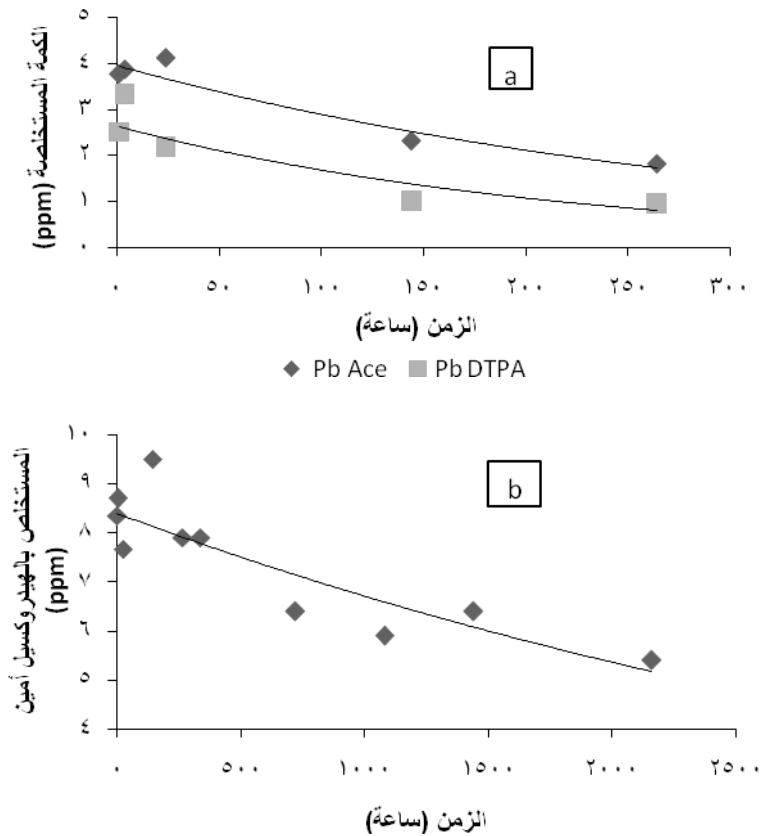 الكمة المستخلصة (ppm)
٥
٤
٣
٢
١
٠
٠ ٥٠ ١٠٠ ١٥٠ ٢٠٠ ٢٥٠ ٣٠٠
a
الزمن (ساعة)
Pb Ace Pb DTPA
المستخلص بالهيدروكسيل أمين
(ppm)
١٠
٩
٨
٧
٦
٥
٤
٠ ٥٠٠ ١٠٠٠ ١٥٠٠ ٢٠٠٠ ٢٥٠٠
b
الزمن (ساعة)